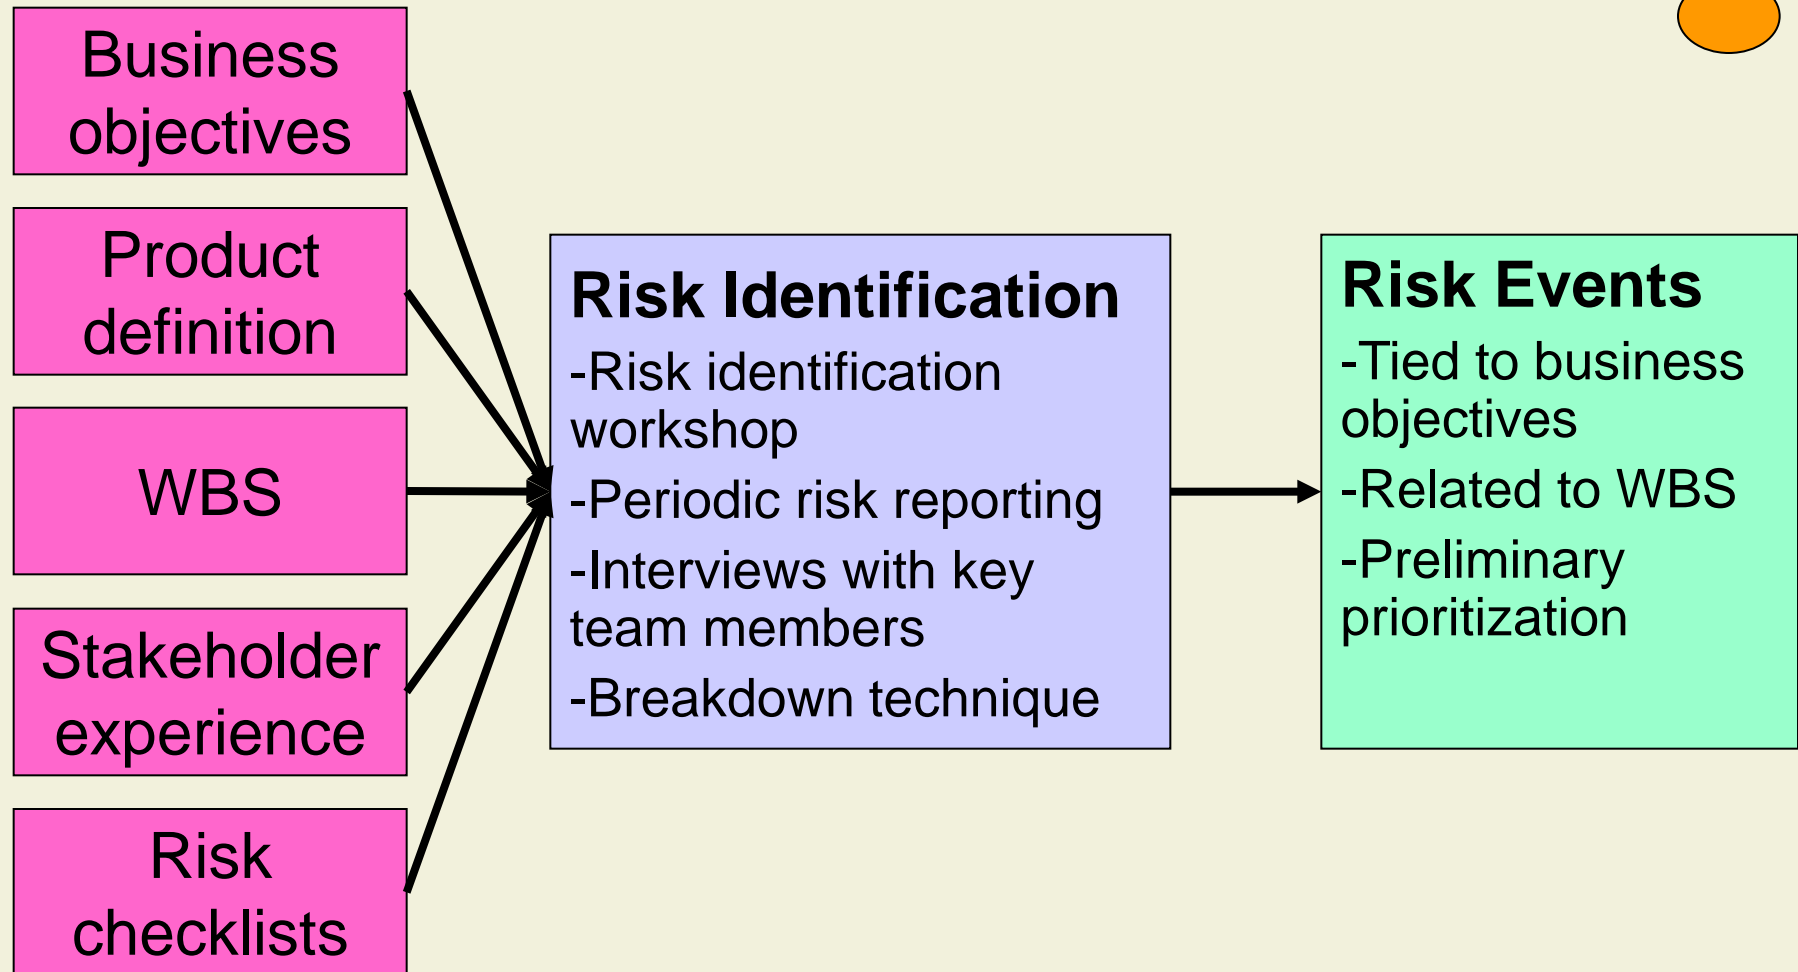 Business
objectives
Product
definition
WBS
Stakeholder
experience
Risk
checklists
Risk Identification
-Risk identification
workshop
-Periodic risk reporting
-Interviews with key
team members
-Breakdown technique
Risk Events
-Tied to business
objectives
-Related to WBS
-Preliminary
prioritization